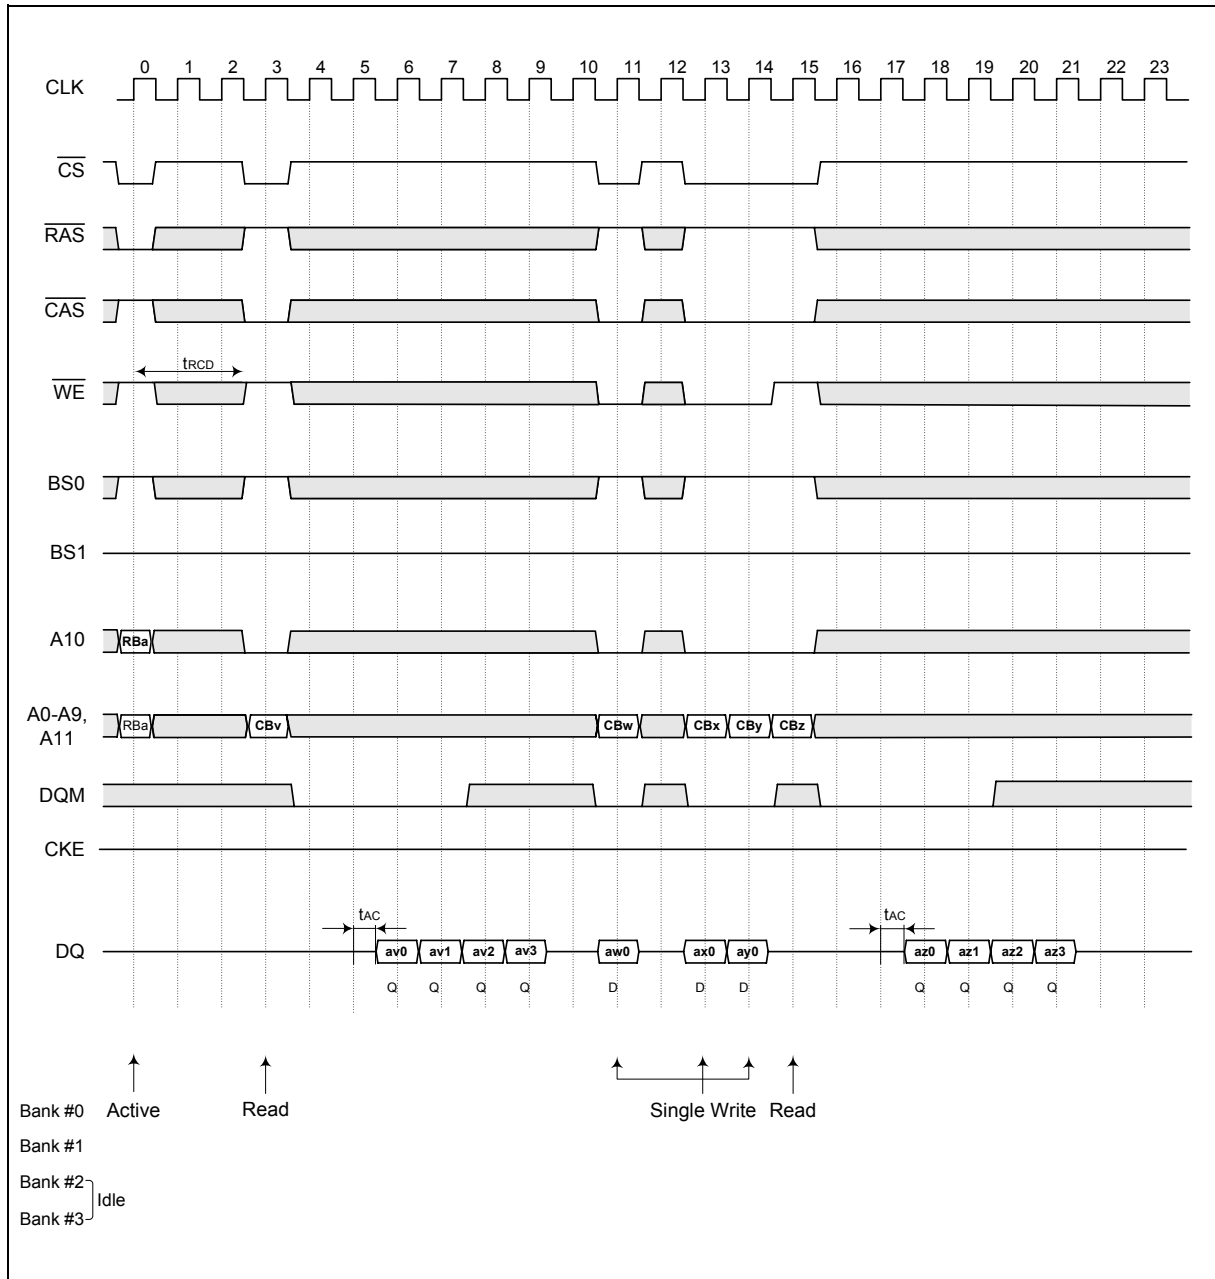 0 1 2 3 4 5 6 7 8 9 10 11 12 13 14 15 16 17 18 19 20 21 22 23
CLK
CS
RAS
CAS
tRCD
WE
BS0
BS1
A10 RBa
A0-A9,
A11
RBa CBv CBw CBx CBy CBz
DQM
CKE
tAC tAC
DQ av0 av1 av2 av3 aw0 ax0 ay0 az0 az1 az2 az3
Q Q Q Q D D D Q Q Q Q
Bank #0 Active Read Single Write Read
Bank #1
Bank #2
Idle
Bank #3